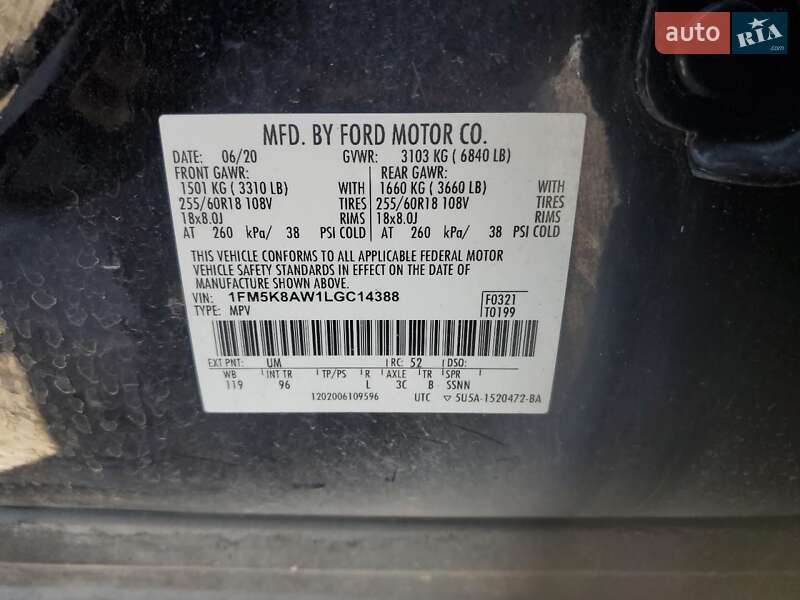 auto RIA .com
MFD. BY FORD MOTOR CO.
DATE: 06/20 GVWR: 3103 KG ( 6840 LB)
FRONT GAWR: REAR GAWR:
1501 KG ( 3310 LB) WITH 1660 KG ( 3660 LB) WITH
255/60R18 108V TIRES 255/60R18 108V TIRES
18x8.0J RIMS 18x8.0J RIMS
AT 260 kPa/ 38 PSI COLD AT 260 kPa/ 38 PSI COLD
THIS VEHICLE CONFORMS TO ALL APPLICABLE FEDERAL MOTOR
VEHICLE SAFETY STANDARDS IN EFFECT ON THE DATE OF
MANUFACTURE SHOWN ABOVE.
VIN: 1FM5K8AW1LGC14388 F0321
TYPE: MPV T0199
EXT PNT: UM RC: 52 DSO:
WB INT TR TP/PS R AXLE TR SPR
119 96 L 3C B SSNN
1202006109596 UTC ▽ 5U5A-1520472-BA